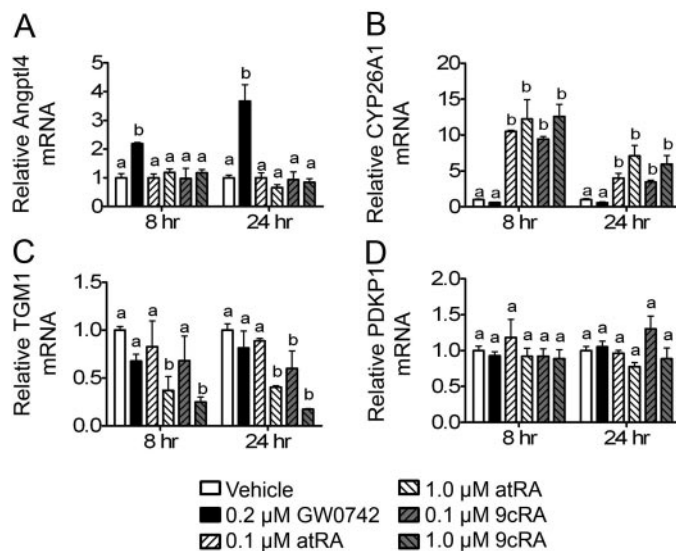 A
Relative Angptl4
mRNA
5
4
3
2
1
0
a b a a a a
a b a a a a
8 hr
24 hr
B
Relative CYP26A1
mRNA
20
15
10
5
0
a a b b b b
a a b b b b
8 hr
24 hr
C
Relative TGM1
mRNA
1.5
1.0
0.5
0.0
a a a b a b
a a a b b b
8 hr
24 hr
D
Relative PDKP1
mRNA
2.0
1.5
1.0
0.5
0.0
a a a a a a
a a a a a a
8 hr
24 hr
Vehicle
0.2 µM GW0742
0.1 µM atRA
1.0 µM atRA
0.1 µM 9cRA
1.0 µM 9cRA